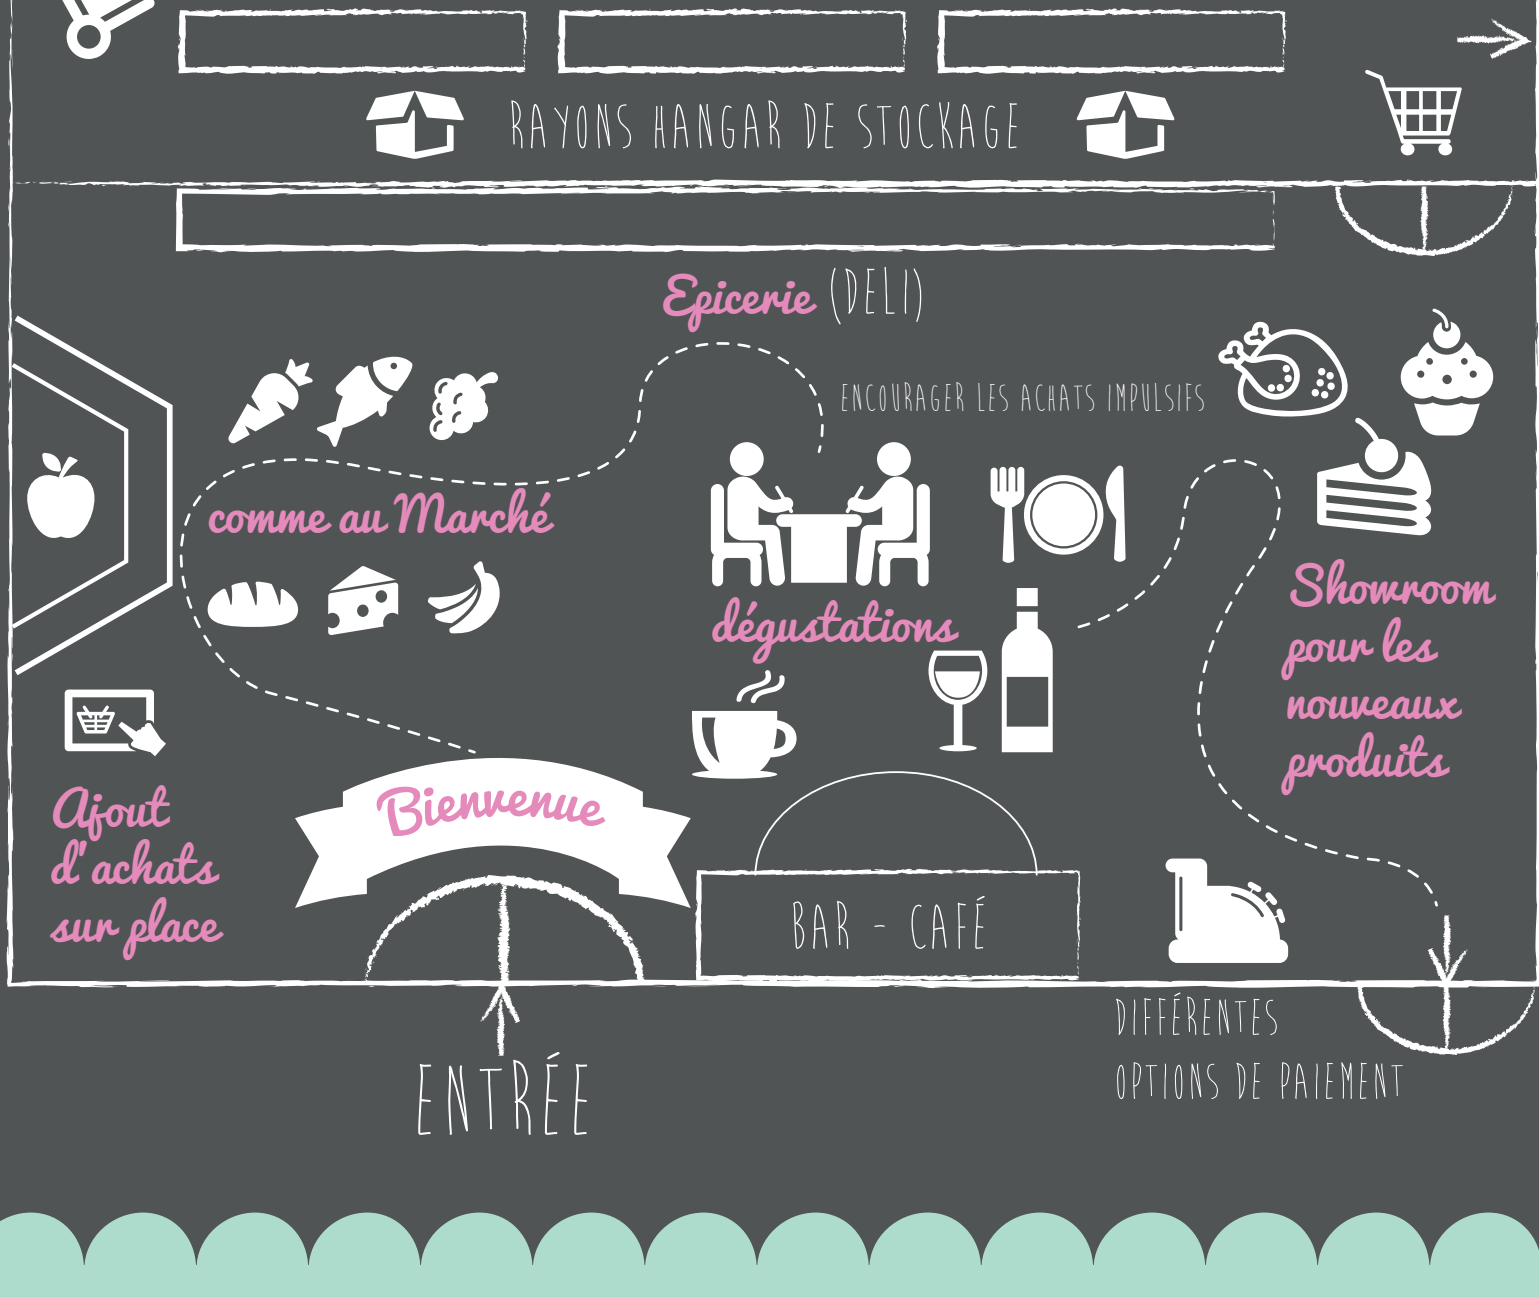 RAYONS HANGAR DE STOCKAGE
Epicerie (DELI)
ENCOURAGER LES ACHATS IMPULSIFS
comme au Marché
dégustations
Showroom
pour les
nouveaux
produits
Ajout
d'achats
sur place
Bienvenue
BAR - CAFÉ
DIFFÉRENTES
OPTIONS DE PAIEMENT
ENTRÉE